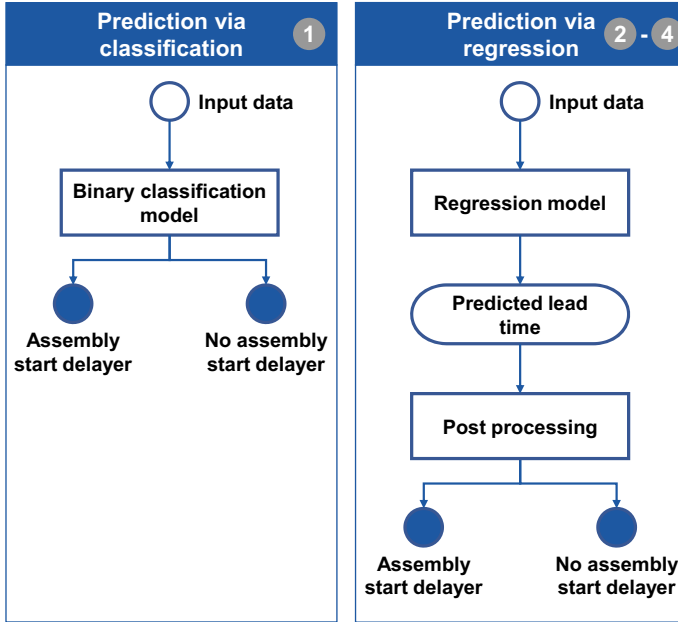 Prediction via
classification
1
Input data
Binary classification
model
Assembly
start delayer
No assembly
start delayer
Prediction via
regression
2 - 4
Input data
Regression model
Predicted lead
time
Post processing
Assembly
start delayer
No assembly
start delayer